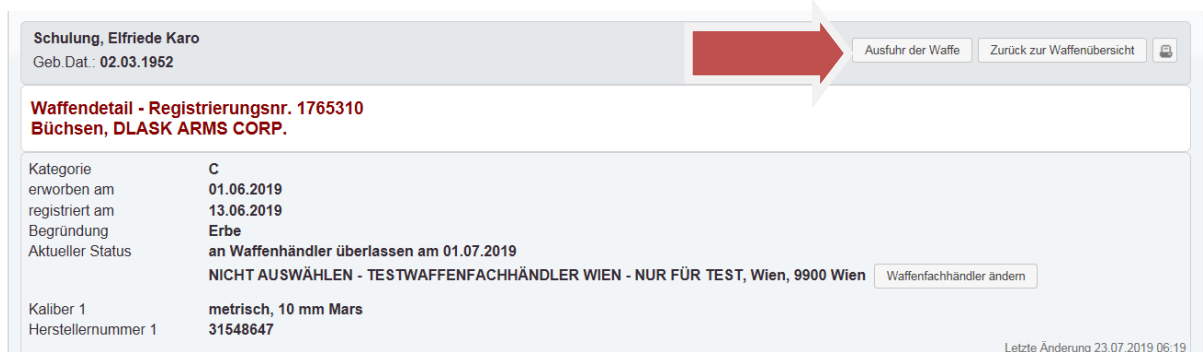 Schulung, Elfriede Karo
Geb.Dat.: 02.03.1952
Ausfuhr der Waffe
Zurück zur Waffenübersicht
Waffendetail - Registrierungsnr. 1765310
Büchsen, DLASK ARMS CORP.
Kategorie C
erworben am 01.06.2019
registriert am 13.06.2019
Begründung Erbe
Aktueller Status an Waffenhändler überlassen am 01.07.2019
NICHT AUSWÄHLEN - TESTWAFFENFACHHÄNDLER WIEN - NUR FÜR TEST, Wien, 9900 Wien Waffenfachhändler ändern
Kaliber 1 metrisch, 10 mm Mars
Herstellernummer 1 31548647
Letzte Änderung 23.07.2019 06:19